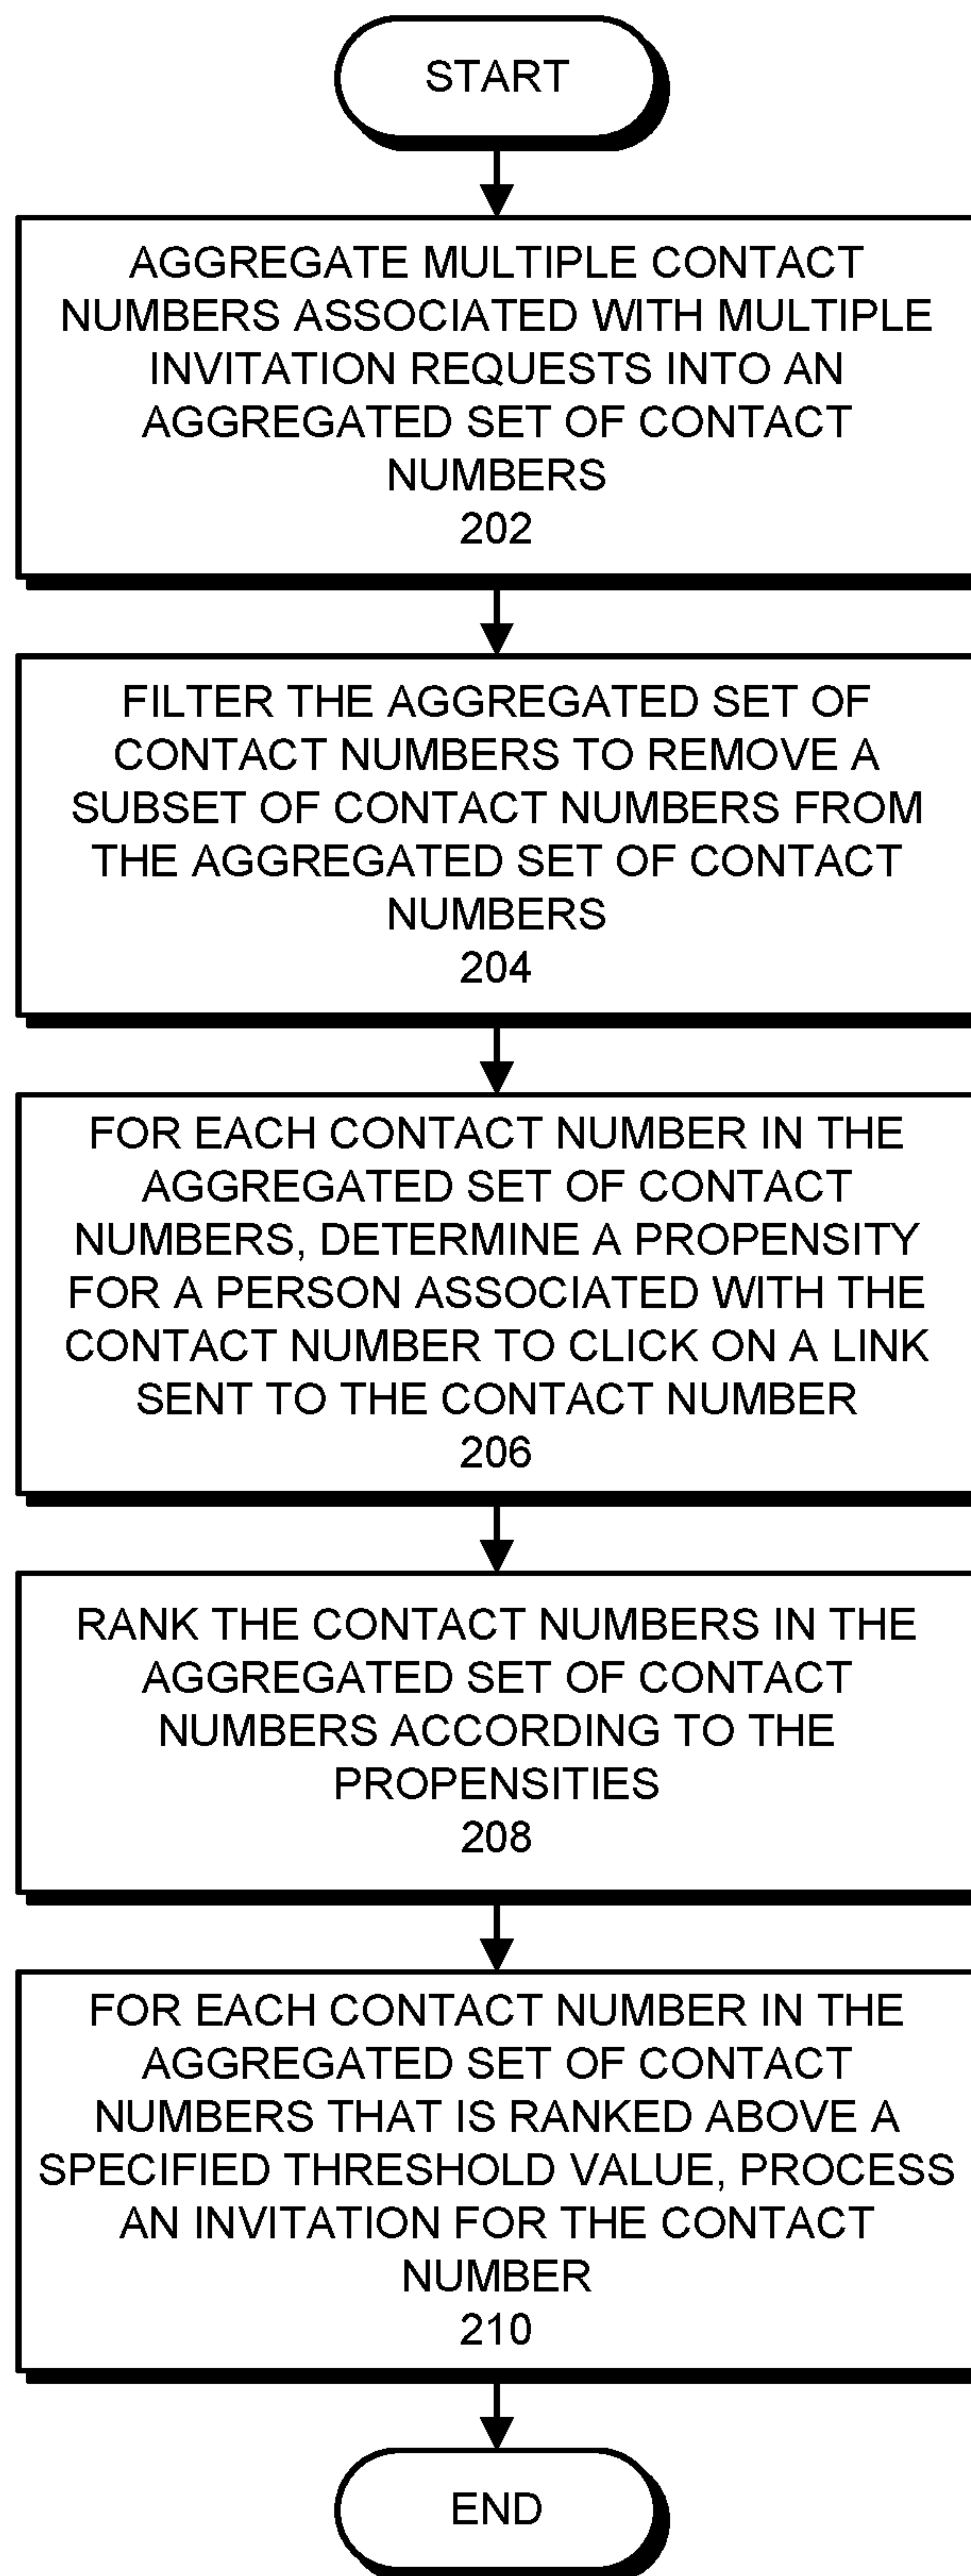 START
AGGREGATE MULTIPLE CONTACT
NUMBERS ASSOCIATED WITH MULTIPLE
INVITATION REQUESTS INTO AN
AGGREGATED SET OF CONTACT
NUMBERS
202
FILTER THE AGGREGATED SET OF
CONTACT NUMBERS TO REMOVE A
SUBSET OF CONTACT NUMBERS FROM
THE AGGREGATED SET OF CONTACT
NUMBERS
204
FOR EACH CONTACT NUMBER IN THE
AGGREGATED SET OF CONTACT
NUMBERS, DETERMINE A PROPENSITY
FOR A PERSON ASSOCIATED WITH THE
CONTACT NUMBER TO CLICK ON A LINK
SENT TO THE CONTACT NUMBER
206
RANK THE CONTACT NUMBERS IN THE
AGGREGATED SET OF CONTACT
NUMBERS ACCORDING TO THE
PROPENSITIES
208
FOR EACH CONTACT NUMBER IN THE
AGGREGATED SET OF CONTACT
NUMBERS THAT IS RANKED ABOVE A
SPECIFIED THRESHOLD VALUE, PROCESS
AN INVITATION FOR THE CONTACT
NUMBER
210
END